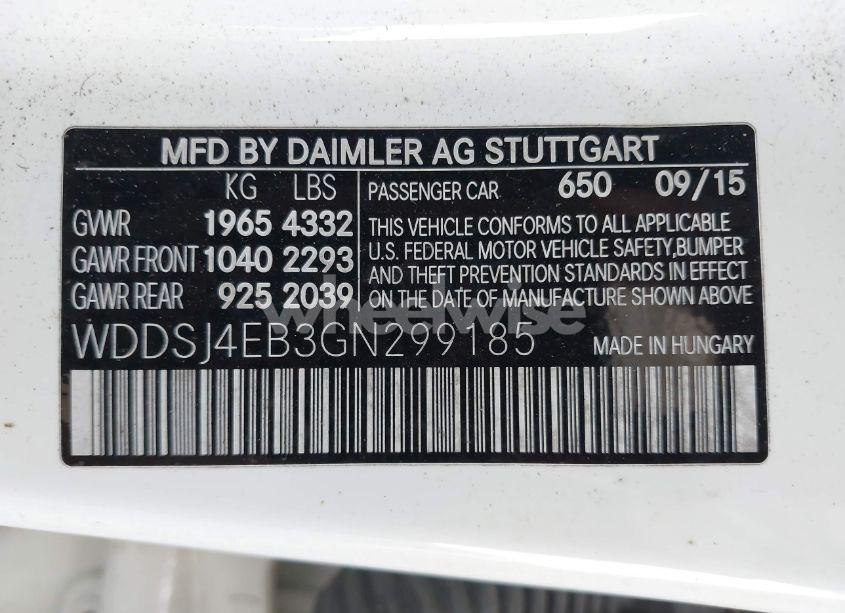 MFD BY DAIMLER AG STUTTGART
KG LBS
GWWR 1965 4332
GAWR FRONT 1040 2293
GAWR REAR 925 2039
PASSENGER CAR 650 09/15
THIS VEHICLE CONFORMS TO ALL APPLICABLE
U.S. FEDERAL MOTOR VEHICLE SAFETY,BUMPER
AND THEFT PREVENTION STANDARDS IN EFFECT
ON THE DATE OF MANUFACTURE SHOWN ABOVE
wheelwise
WDDSJ4EB3GN299185 MADE IN HUNGARY